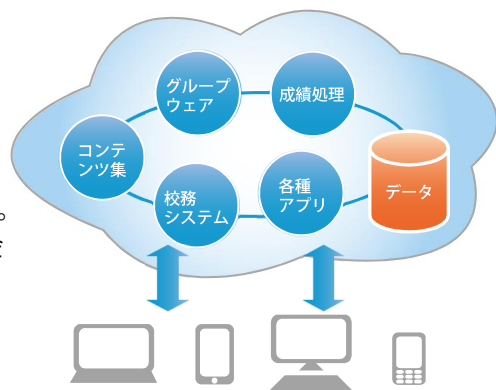 グループ
ウェア
成績処理
コンテ
ンツ集
校務
システム
各種
アプリ
データ
。